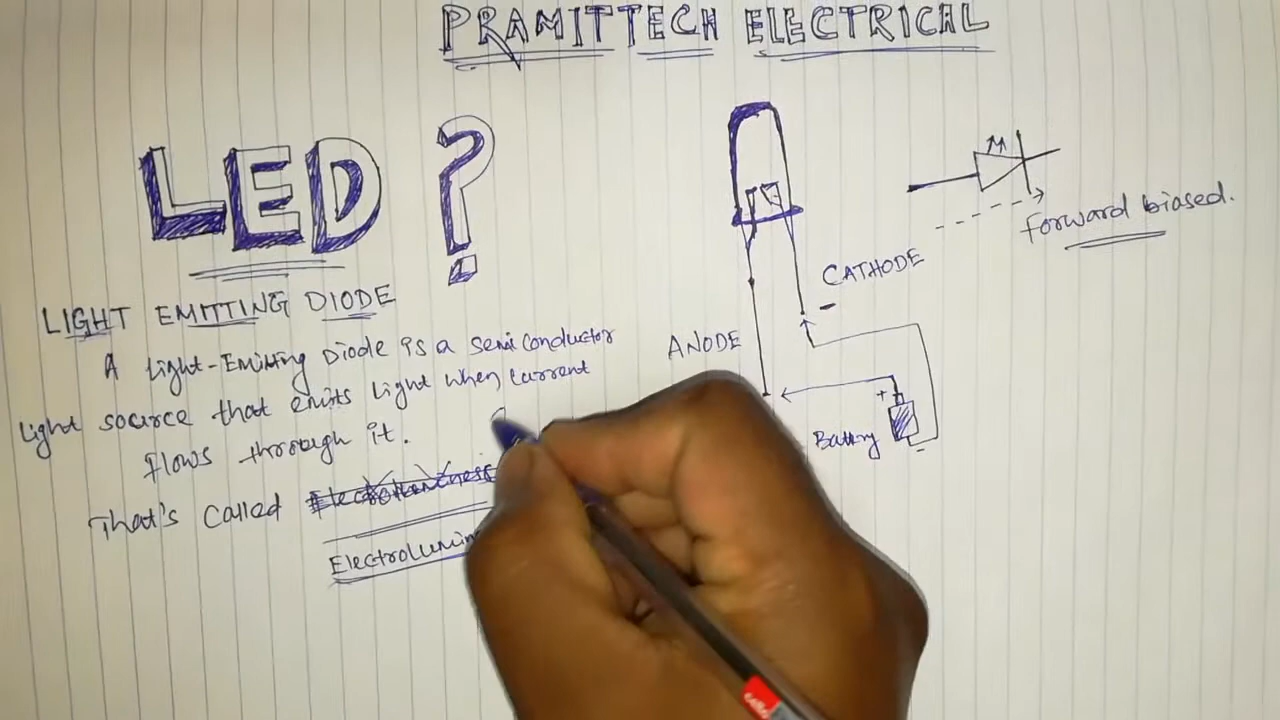 PRAMITTECH ELECTRICAL
LED ?
LIGHT EMITTING DIODE
A Light-Emitting Diode is a semiconductor
Light source that emits Light when current
flows through it.
That's called
Electrolumin
ANODE
CATHODE
-
+
Battery
-
forward biased.
cello